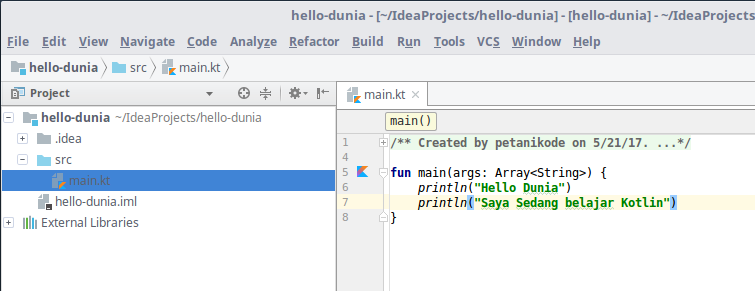 hello-dunia - [~/IdeaProjects/hello-dunia] - [hello-dunia] - ~/IdeaProjects
File Edit View Navigate Code Analyze Refactor Build Run Tools VCS Window Help
hello-dunia src main.kt
Project
main.kt
hello-dunia ~/IdeaProjects/hello-dunia
.idea
src
main.kt
hello-dunia.iml
External Libraries
main()
1 /** Created by petanikode on 5/21/17. ...*/
4
5 fun main(args: Array<String>) {
6 println("Hello Dunia")
7 println("Saya Sedang belajar Kotlin")
8 }